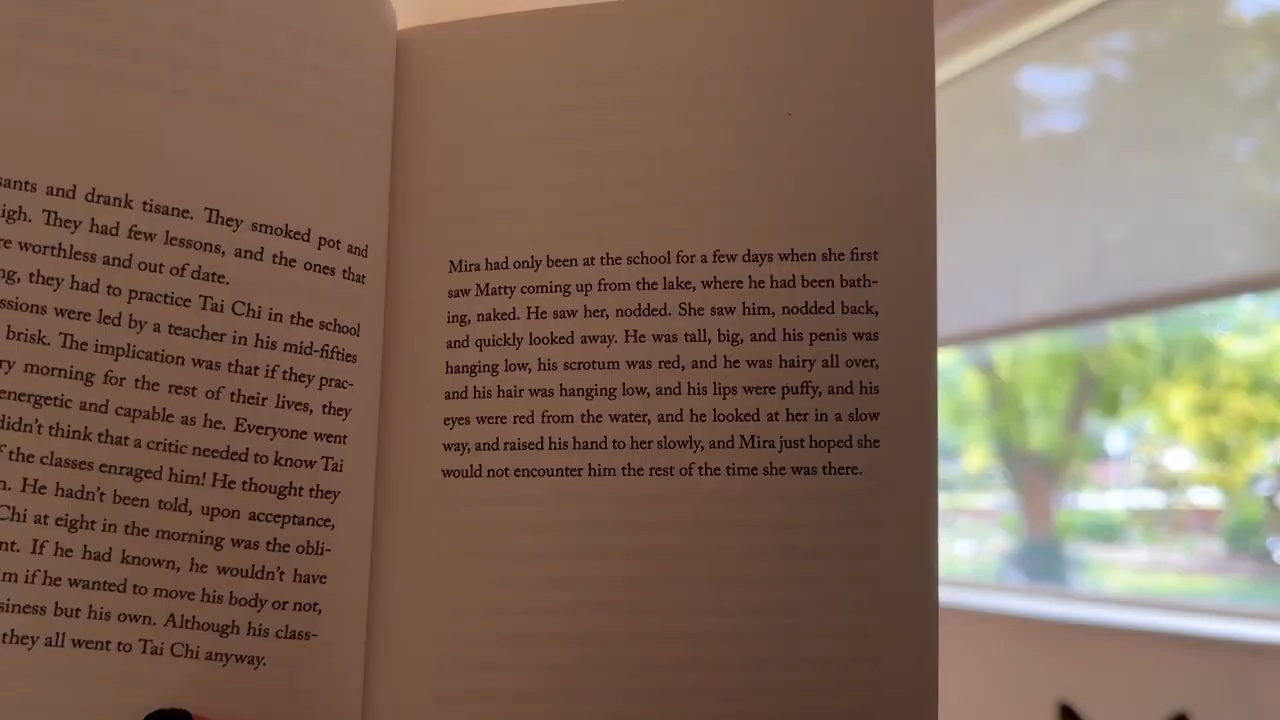 sants and drank tisane. They smoked pot and
igh. They had few lessons, and the ones that
re worthless and out of date.
ng, they had to practice Tai Chi in the school
ssions were led by a teacher in his mid-fifties
brisk. The implication was that if they prac-
ry morning for the rest of their lives, they
energetic and capable as he. Everyone went
didn't think that a critic needed to know Tai
f the classes enraged him! He thought they
n. He hadn't been told, upon acceptance,
Chi at eight in the morning was the obli-
nt. If he had known, he wouldn't have
im if he wanted to move his body or not,
siness but his own. Although his class-
they all went to Tai Chi anyway.
Mira had only been at the school for a few days when she first
saw Matty coming up from the lake, where he had been bath-
ing, naked. He saw her, nodded. She saw him, nodded back,
and quickly looked away. He was tall, big, and his penis was
hanging low, his scrotum was red, and he was hairy all over,
and his hair was hanging low, and his lips were puffy, and his
eyes were red from the water, and he looked at her in a slow
way, and raised his hand to her slowly, and Mira just hoped she
would not encounter him the rest of the time she was there.